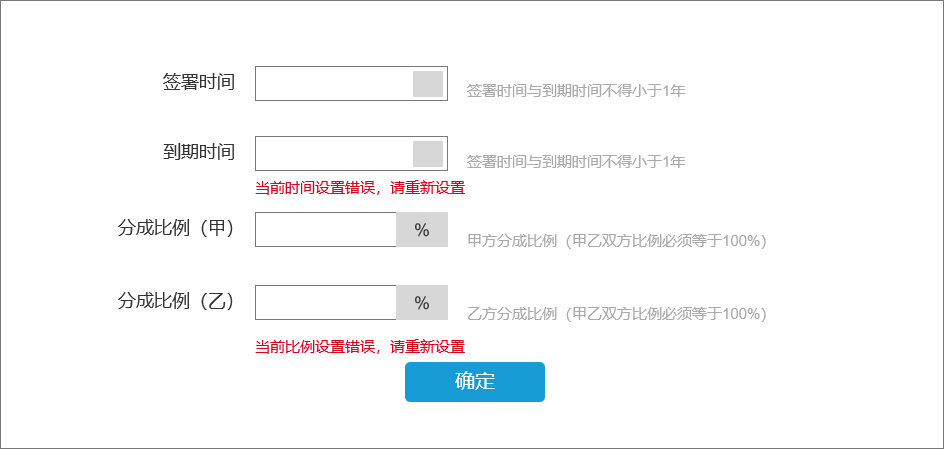 签署时间
签署时间与到期时间不得小于1年
到期时间
签署时间与到期时间不得小于1年
当前时间设置错误，请重新设置
分成比例（甲）
%
甲方分成比例（甲乙双方比例必须等于100%）
分成比例（乙）
%
乙方分成比例（甲乙双方比例必须等于100%）
当前比例设置错误，请重新设置
确定